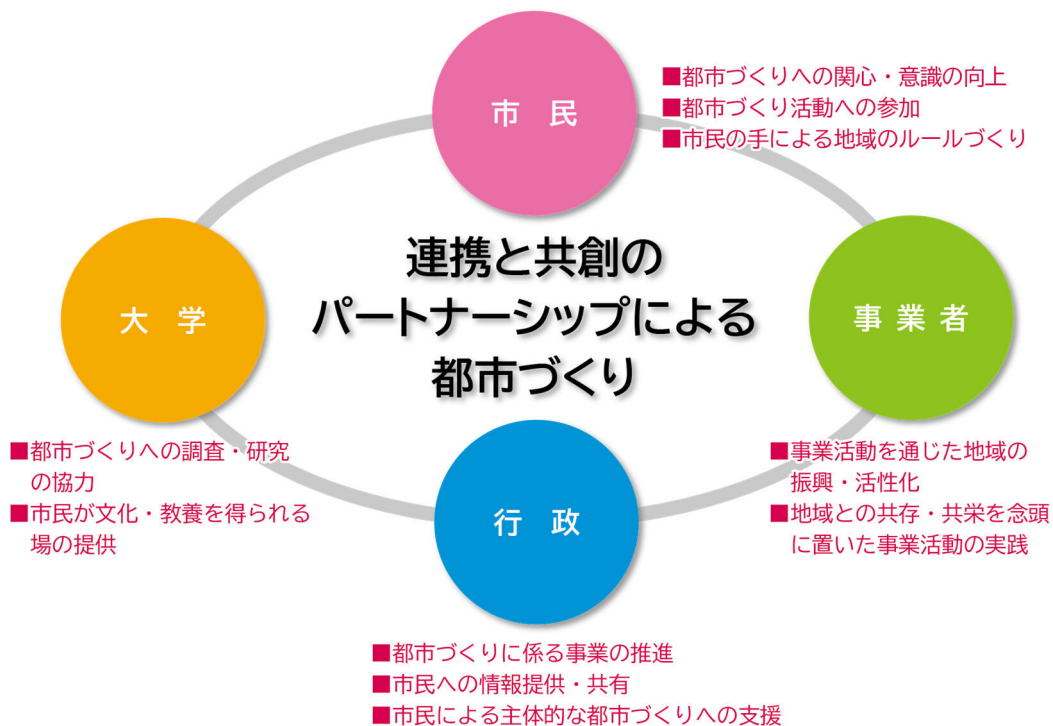 市 民
■都市づくりへの関心・意識の向上
■都市づくり活動への参加
■市民の手による地域のルールづくり
連携と共創の
パートナーシップによる
都市づくり
大 学
■都市づくりへの調査・研究
の協力
■市民が文化・教養を得られる
場の提供
事 業 者
■事業活動を通じた地域の
振興・活性化
■地域との共存・共栄を念頭
に置いた事業活動の実践
行 政
■都市づくりに係る事業の推進
■市民への情報提供・共有
■市民による主体的な都市づくりへの支援